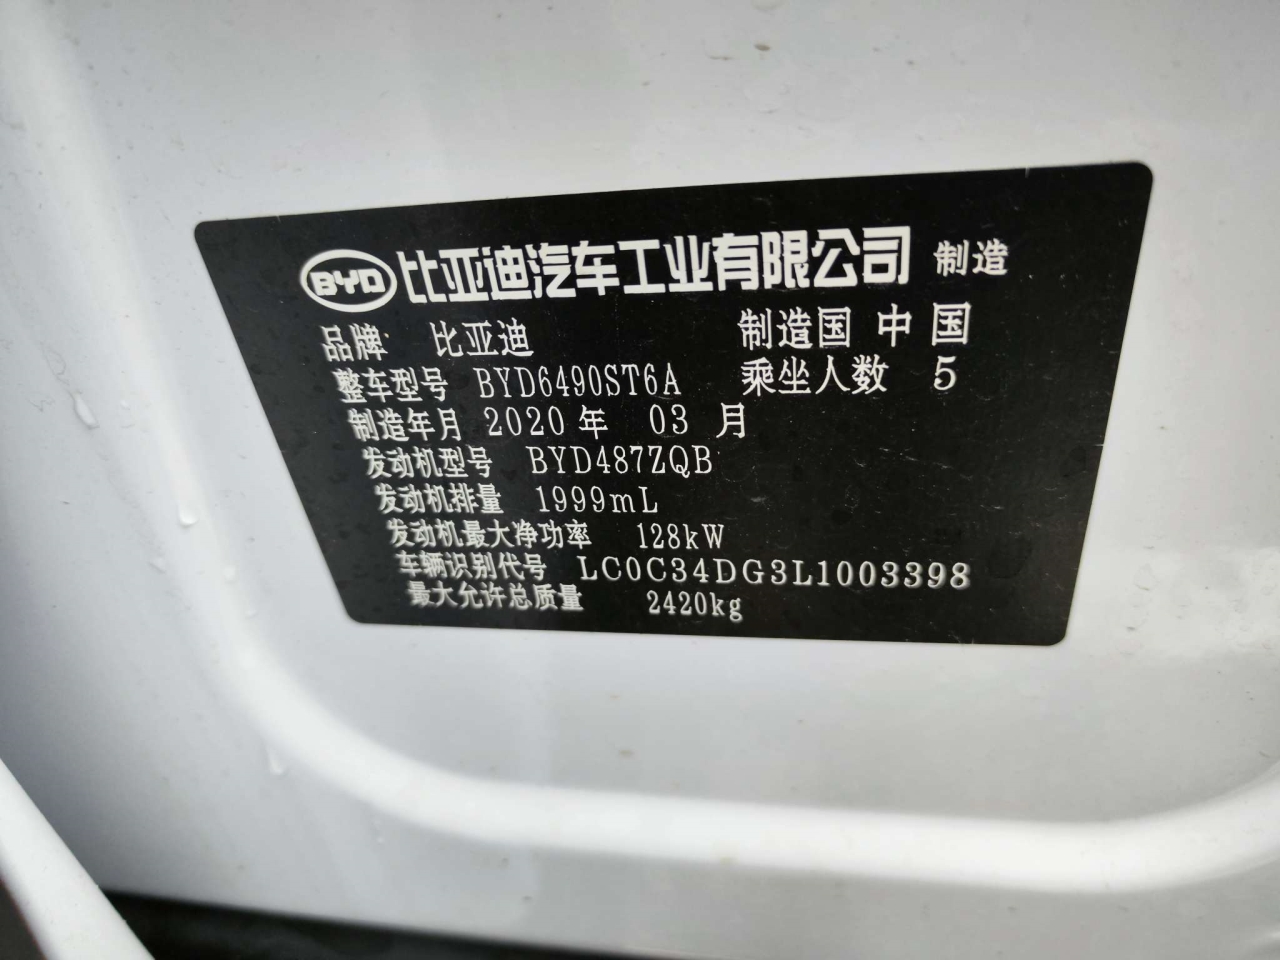 BYD 比亚迪汽车工业有限公司 制造
品牌 比亚迪 制造国 中国
整车型号 BYD6490ST6A 乘坐人数 5
制造年月 2020 年 03 月
发动机型号 BYD487ZQB
发动机排量 1999mL
发动机最大净功率 128kW
车辆识别代号 LC0C34DG3L1003398
最大允许总质量 2420kg